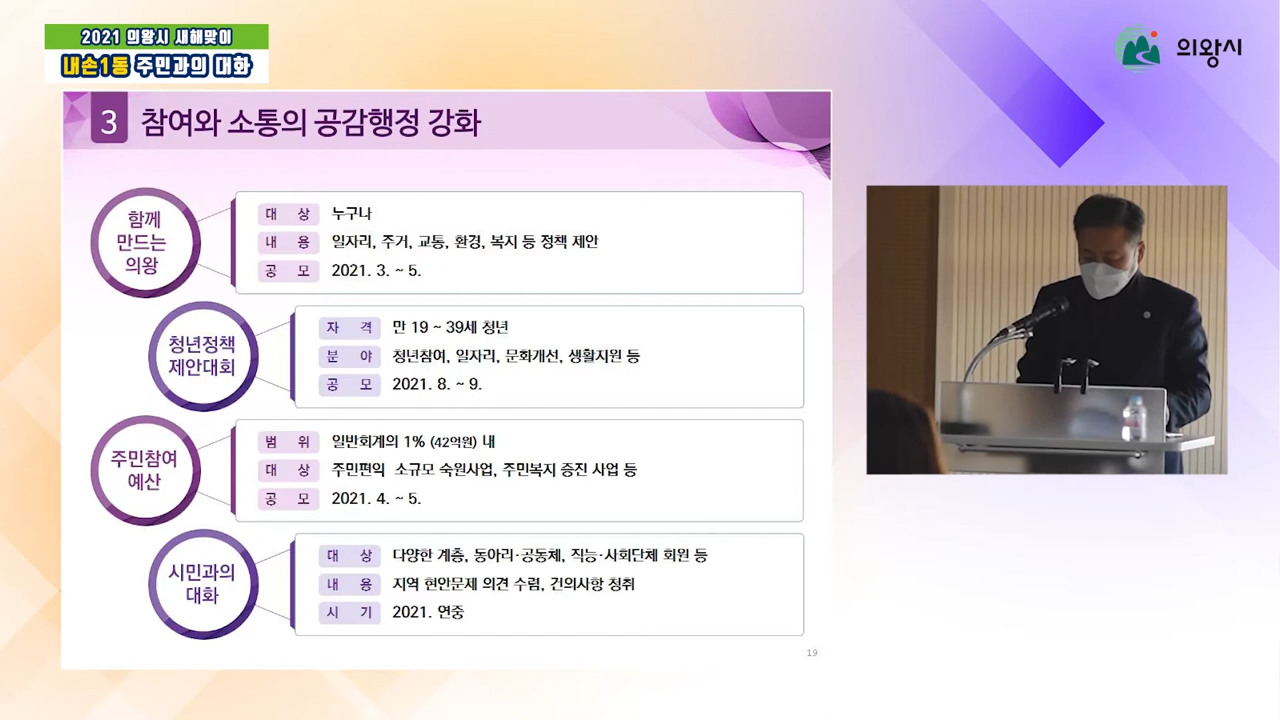 2021 의왕시 새해맞이
내손1동 주민과의 대화
의왕시
3 참여와 소통의 공감행정 강화
함께
만드는
의왕
대 상 누구나
내 용 일자리, 주거, 교통, 환경, 복지 등 정책 제안
공 모 2021. 3. ~ 5.
청년정책
제안대회
자 격 만 19 ~ 39세 청년
분 야 청년참여, 일자리, 문화개선, 생활지원 등
공 모 2021. 8. ~ 9.
주민참여
예산
범 위 일반회계의 1% (42억원) 내
대 상 주민편익 소규모 숙원사업, 주민복지 증진 사업 등
공 모 2021. 4. ~ 5.
시민과의
대화
대 상 다양한 계층, 동아리·공동체, 직능·사회단체 회원 등
내 용 지역 현안문제 의견 수렴, 건의사항 청취
시 기 2021. 연중
19